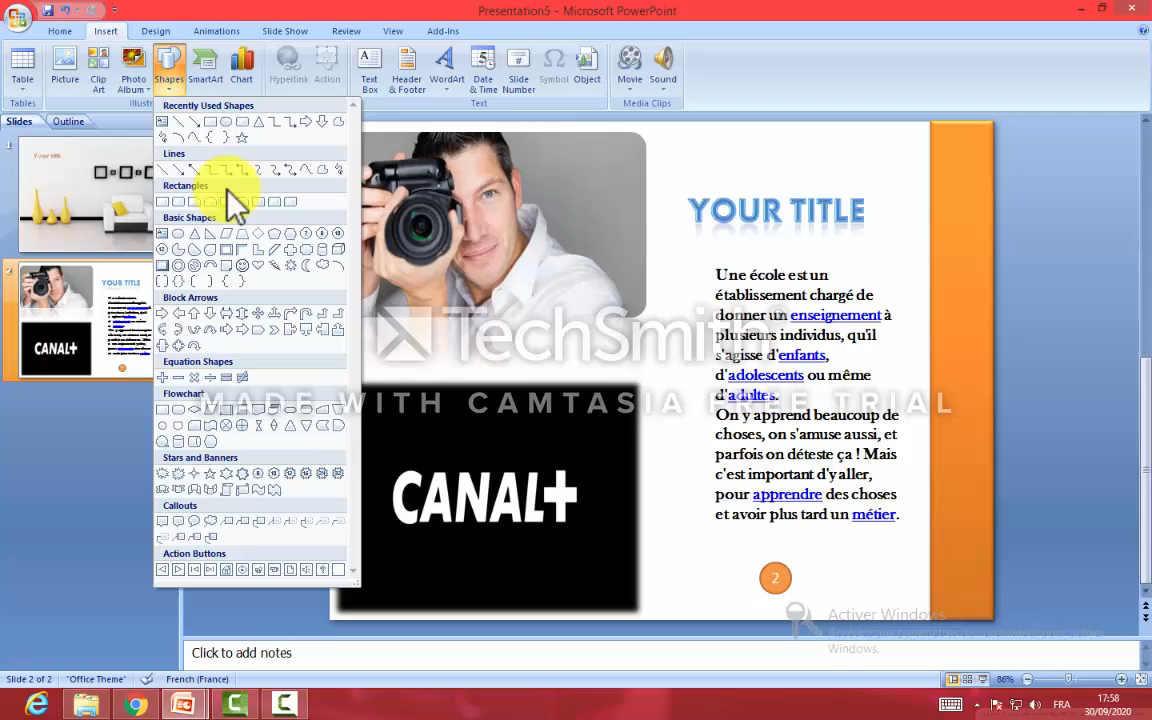 Presentation5 - Microsoft PowerPoint
Home Insert Design Animations Slide Show Review View Add-Ins
Table
Picture
Clip Art
Photo Album
Shapes
SmartArt
Chart
Hyperlink
Action
Text Box
Header & Footer
WordArt
Date & Time
Slide Number
Symbol
Object
Movie
Sound
Tables
Illustr
Text
Media Clips
Slides Outline
1
Your title
2
YOUR TITLE
CANAL+
2
Recently Used Shapes
Lines
Rectangles
Basic Shapes
Block Arrows
Equation Shapes
Flowchart
Stars and Banners
Callouts
Action Buttons
YOUR TITLE
Une école est un
établissement chargé de
donner un enseignement à
plusieurs individus, qu'il
s'agisse d'enfants,
d'adolescents ou même
d'adultes.
On y apprend beaucoup de
choses, on s'amuse aussi, et
parfois on déteste ça ! Mais
c'est important d'y aller,
pour apprendre des choses
et avoir plus tard un métier.
CANAL+
2
TechSmith
MADE WITH CAMTASIA FREE TRIAL
Activer Windows
Windows.
Click to add notes
Slide 2 of 2 "Office Theme" French (France) 86%
FRA 17:58
30/09/2020